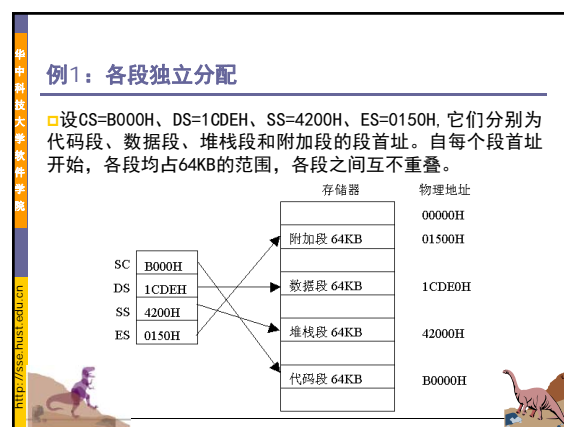 华中科技大学软件学院
http://sse.hust.edu.cn
例1：各段独立分配
设CS=B000H、DS=1CDEH、SS=4200H、ES=0150H, 它们分别为
代码段、数据段、堆栈段和附加段的段首址。自每个段首址
开始，各段均占64KB的范围，各段之间互不重叠。
存储器
物理地址
00000H
附加段 64KB
01500H
SC
B000H
DS
1CDEH
数据段 64KB
1CDE0H
SS
4200H
堆栈段 64KB
42000H
ES
0150H
代码段 64KB
B0000H